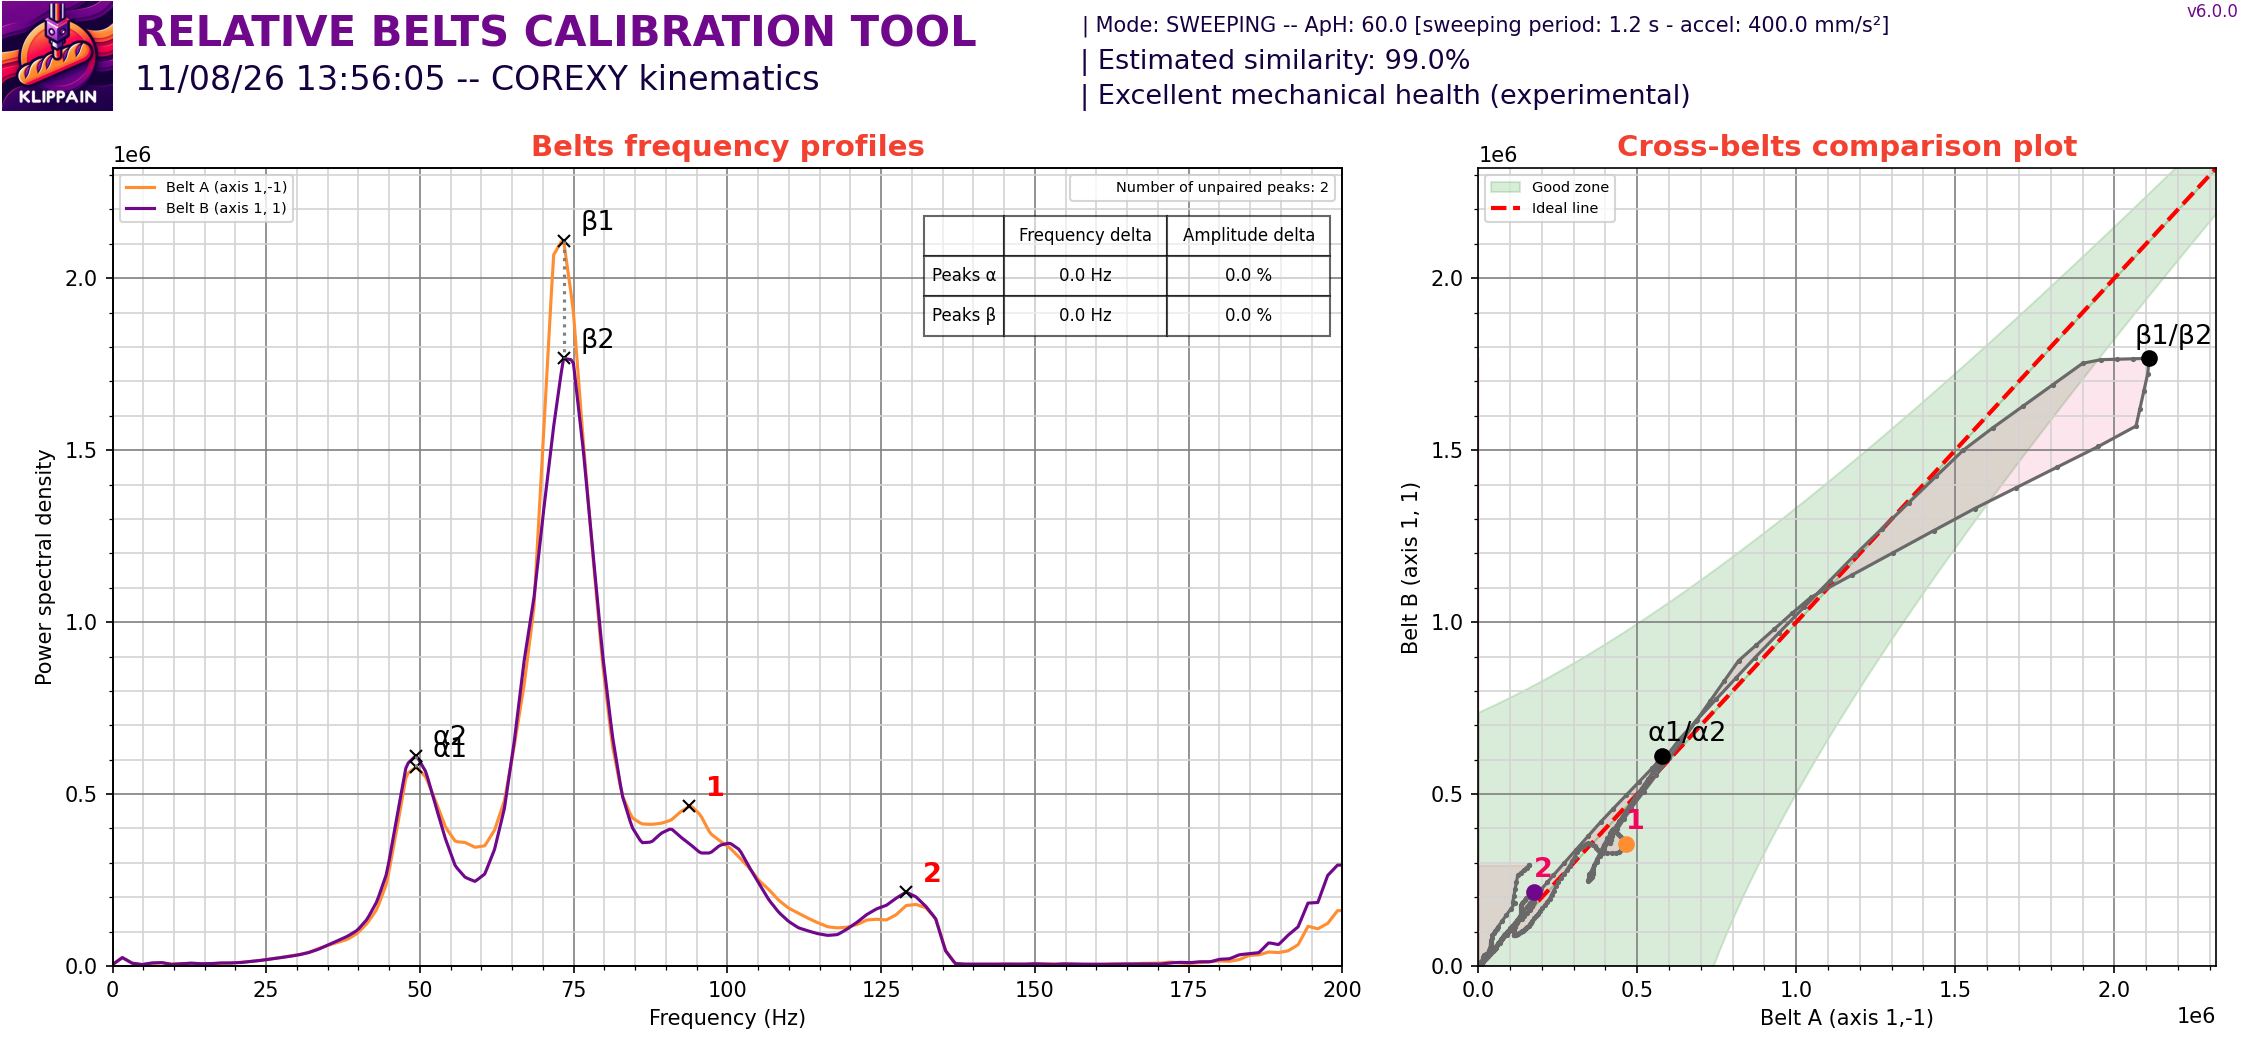 KLIPPAIN
RELATIVE BELTS CALIBRATION TOOL
11/08/26 13:56:05 -- COREXY kinematics
| Mode: SWEEPING -- ApH: 60.0 [sweeping period: 1.2 s - accel: 400.0 mm/s²]
| Estimated similarity: 99.0%
| Excellent mechanical health (experimental)
v6.0.0
Belts frequency profiles
1e6
Belt A (axis 1,-1)
Belt B (axis 1, 1)
Number of unpaired peaks: 2
Frequency delta Amplitude delta
Peaks α 0.0 Hz 0.0 %
Peaks β 0.0 Hz 0.0 %
β1
β2
α2
α1
1
2
Power spectral density
2.0
1.5
1.0
0.5
0.0
0 25 50 75 100 125 150 175 200
Frequency (Hz)
Cross-belts comparison plot
1e6
Good zone
Ideal line
β1/β2
α1/α2
1
2
Belt B (axis 1, 1)
2.0
1.5
1.0
0.5
0.0
0.0 0.5 1.0 1.5 2.0
Belt A (axis 1,-1)
1e6